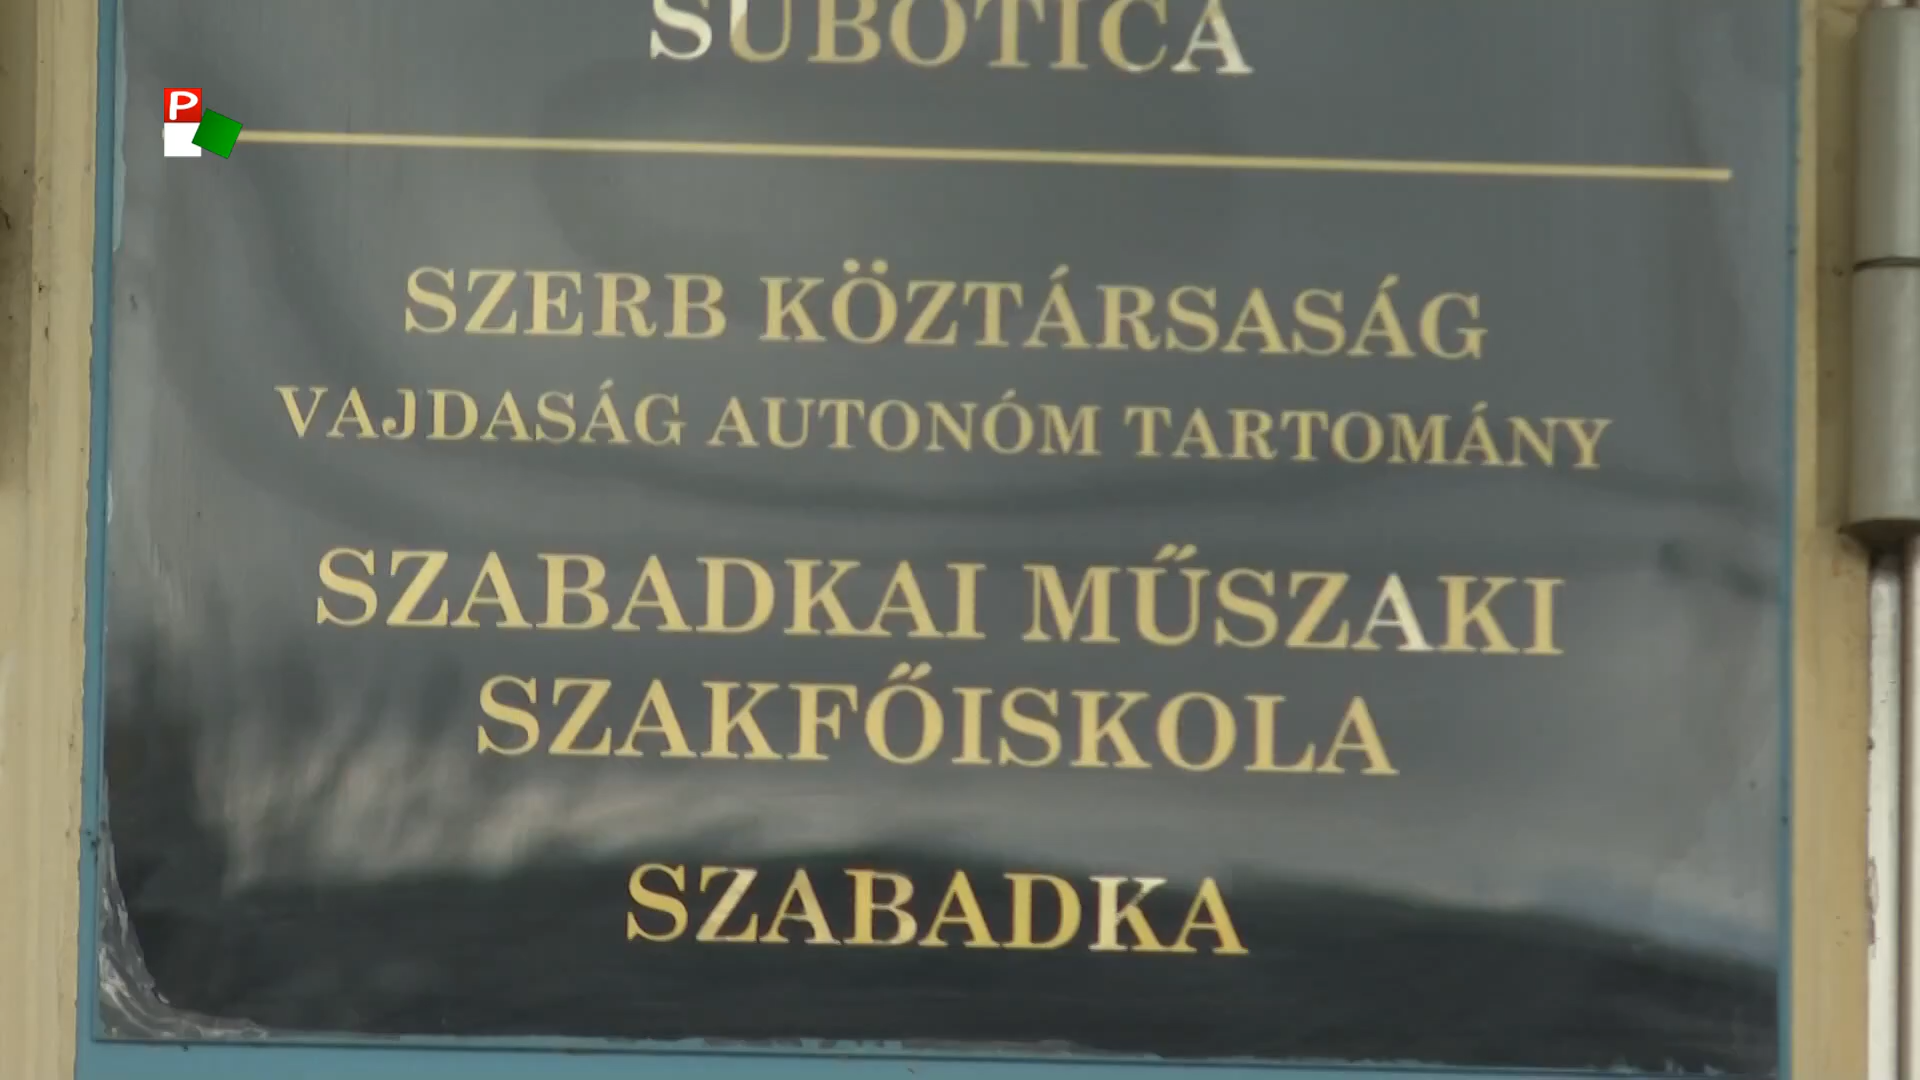 SUBOTICA
P
SZERB KÖZTÁRSASÁG
VAJDASÁG AUTONÓM TARTOMÁNY
SZABADKAI MŰSZAKI
SZAKFŐISKOLA
SZABADKA